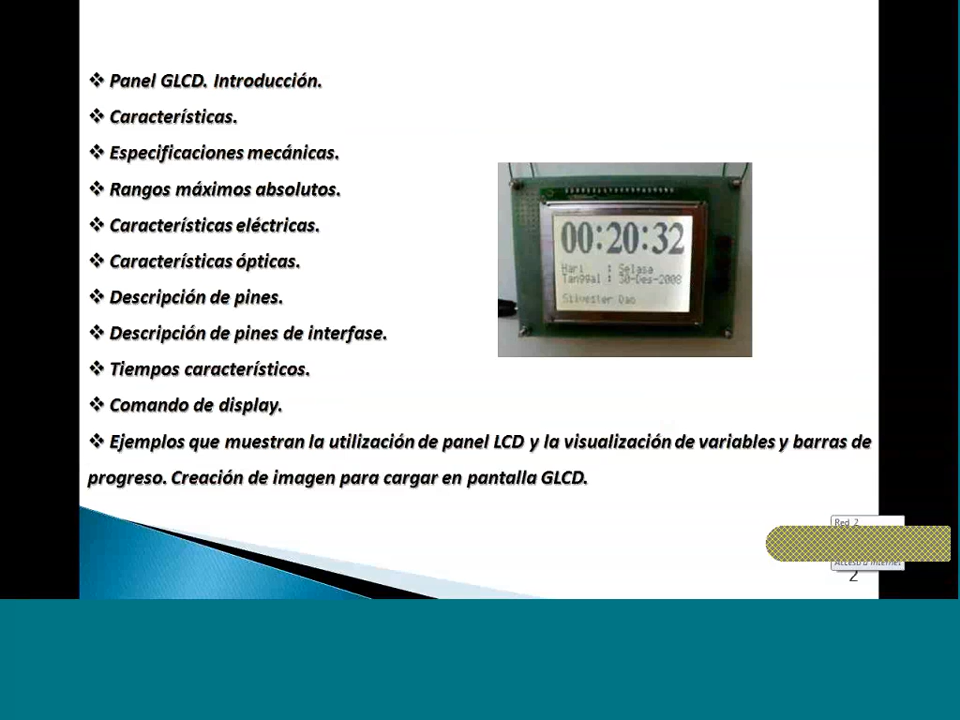 ❖ Panel GLCD. Introducción.
❖ Características.
❖ Especificaciones mecánicas.
❖ Rangos máximos absolutos.
❖ Características eléctricas.
❖ Características ópticas.
❖ Descripción de pines.
❖ Descripción de pines de interfase.
❖ Tiempos característicos.
❖ Comando de display.
❖ Ejemplos que muestran la utilización de panel LCD y la visualización de variables y barras de
progreso. Creación de imagen para cargar en pantalla GLCD.
00:20:32
Hari : Selasa
Tanggal : 30-Des-2008
Silvester Dao
Red 2
2